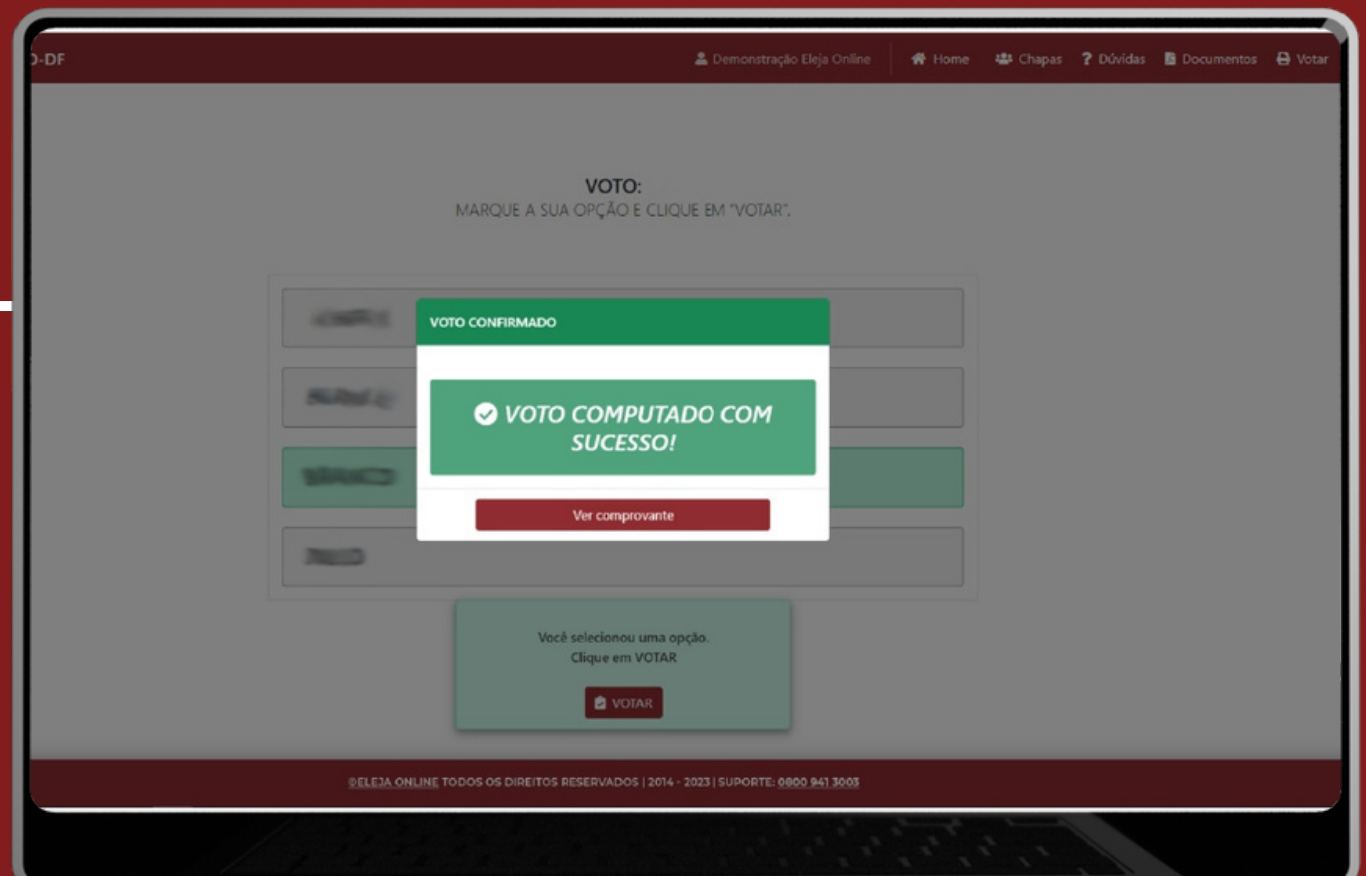 O-DF
Demonstração Eleja Online Home Chapas ? Dúvidas Documentos Votar
VOTO:
MARQUE A SUA OPÇÃO E CLIQUE EM "VOTAR".
VOTO CONFIRMADO
VOTO COMPUTADO COM
SUCESSO!
Ver comprovante
Você selecionou uma opção.
Clique em VOTAR
VOTAR
©ELEJA ONLINE TODOS OS DIREITOS RESERVADOS | 2014 - 2023 | SUPORTE: 0800 941 3003